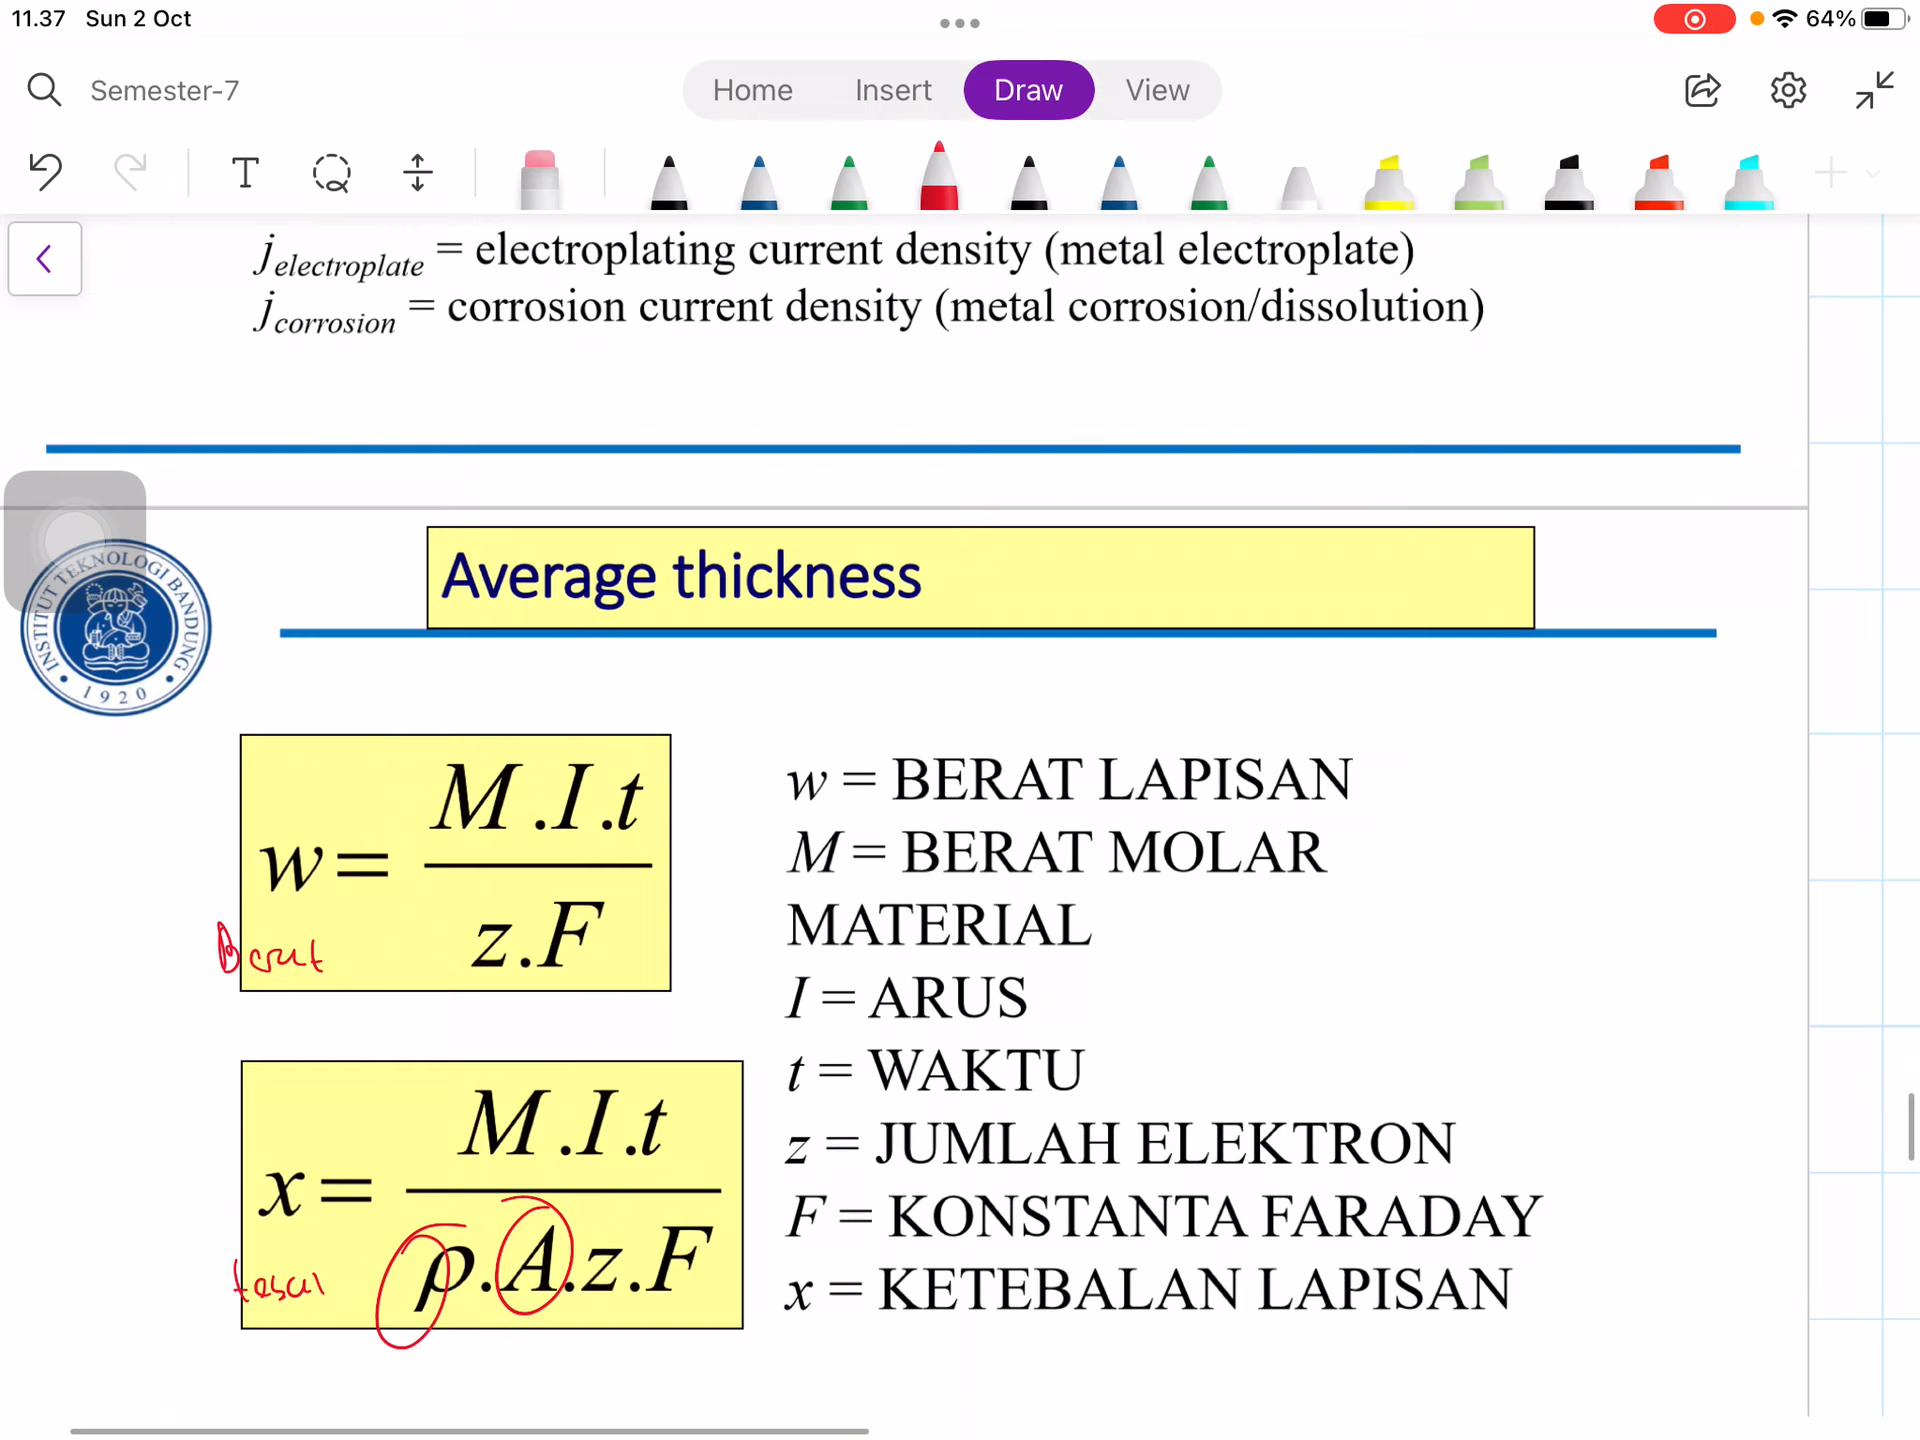 11.37 Sun 2 Oct
64%
Semester-7
Home Insert Draw View
T
j electroplate = electroplating current density (metal electroplate)
j corrosion = corrosion current density (metal corrosion/dissolution)
INSTITUT TEKNOLOGI BANDUNG
1920
Average thickness
w = M.I.t / z.F
Berat
x = M.I.t / ρ.A.z.F
tebal
w = BERAT LAPISAN
M = BERAT MOLAR
MATERIAL
I = ARUS
t = WAKTU
z = JUMLAH ELEKTRON
F = KONSTANTA FARADAY
x = KETEBALAN LAPISAN